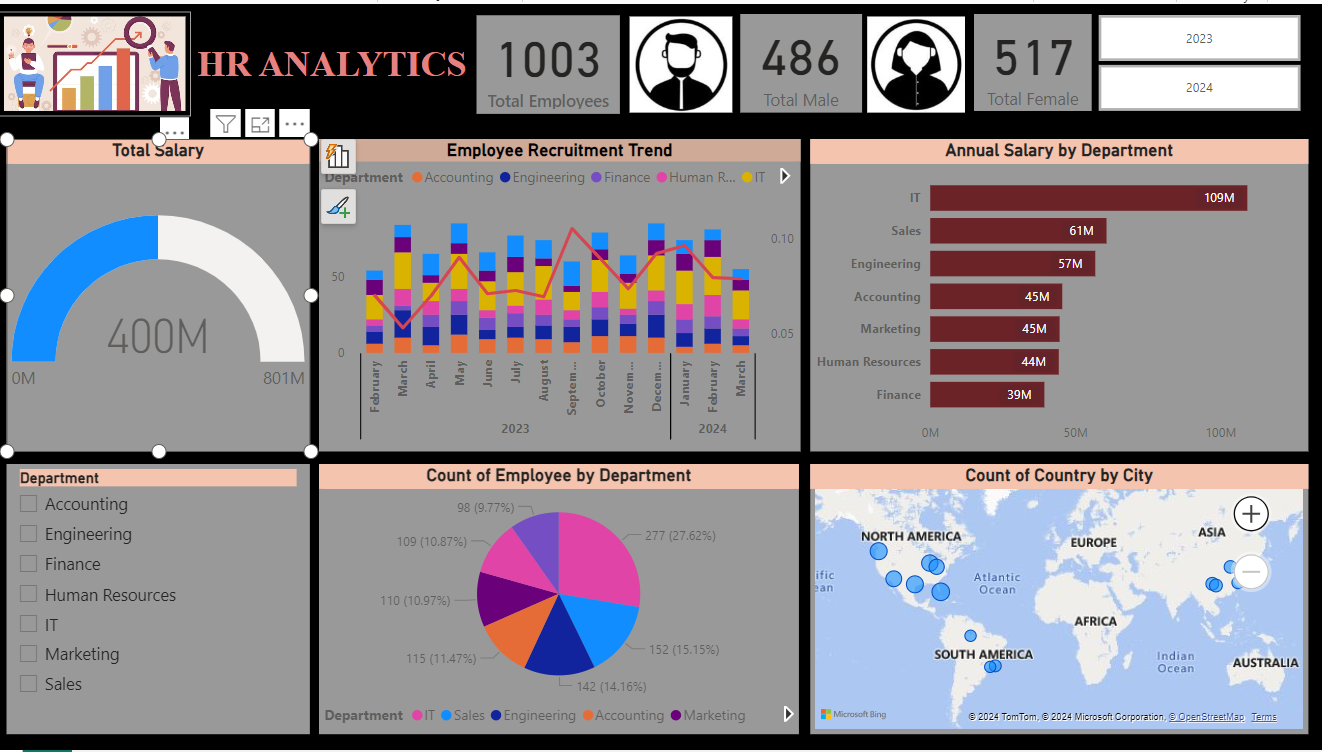 HR ANALYTICS
1003
Total Employees
486
Total Male
517
Total Female
2023
2024
Total Salary
400M
0M
801M
Employee Recruitment Trend
Department Accounting Engineering Finance Human R... IT
0.10
50
0.05
0
February
March
April
May
June
July
August
Septem...
October
Novem...
Decem...
January
February
March
2023
2024
Annual Salary by Department
IT 109M
Sales 61M
Engineering 57M
Accounting 45M
Marketing 45M
Human Resources 44M
Finance 39M
0M 50M 100M
Department
Accounting
Engineering
Finance
Human Resources
IT
Marketing
Sales
Count of Employee by Department
98 (9.77%)
277 (27.62%)
109 (10.87%)
110 (10.97%)
152 (15.15%)
115 (11.47%)
142 (14.16%)
Department IT Sales Engineering Accounting Marketing
Count of Country by City
NORTH AMERICA
EUROPE
ASIA
ific
ean
Atlantic
Ocean
AFRICA
SOUTH AMERICA
Indian
Ocean
AUSTRALIA
Microsoft Bing
© 2024 TomTom, © 2024 Microsoft Corporation, © OpenStreetMap Terms